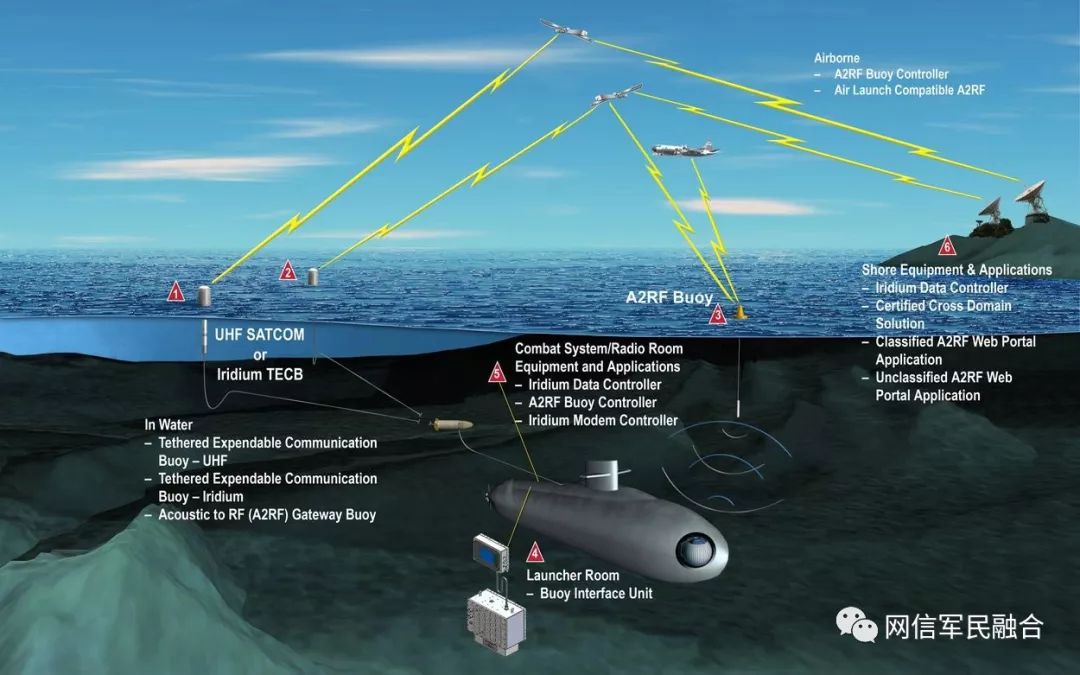 Airborne
– A2RF Buoy Controller
– Air Launch Compatible A2RF
1
2
A2RF Buoy
3
6
Shore Equipment & Applications
– Iridium Data Controller
– Certified Cross Domain
Solution
– Classified A2RF Web Portal
Application
– Unclassified A2RF Web
Portal Application
UHF SATCOM
or
Iridium TECB
5
Combat System/Radio Room
Equipment and Applications
– Iridium Data Controller
– A2RF Buoy Controller
– Iridium Modem Controller
In Water
– Tethered Expendable Communication
Buoy – UHF
– Tethered Expendable Communication
Buoy – Iridium
– Acoustic to RF (A2RF) Gateway Buoy
4
Launcher Room
– Buoy Interface Unit
网信军民融合